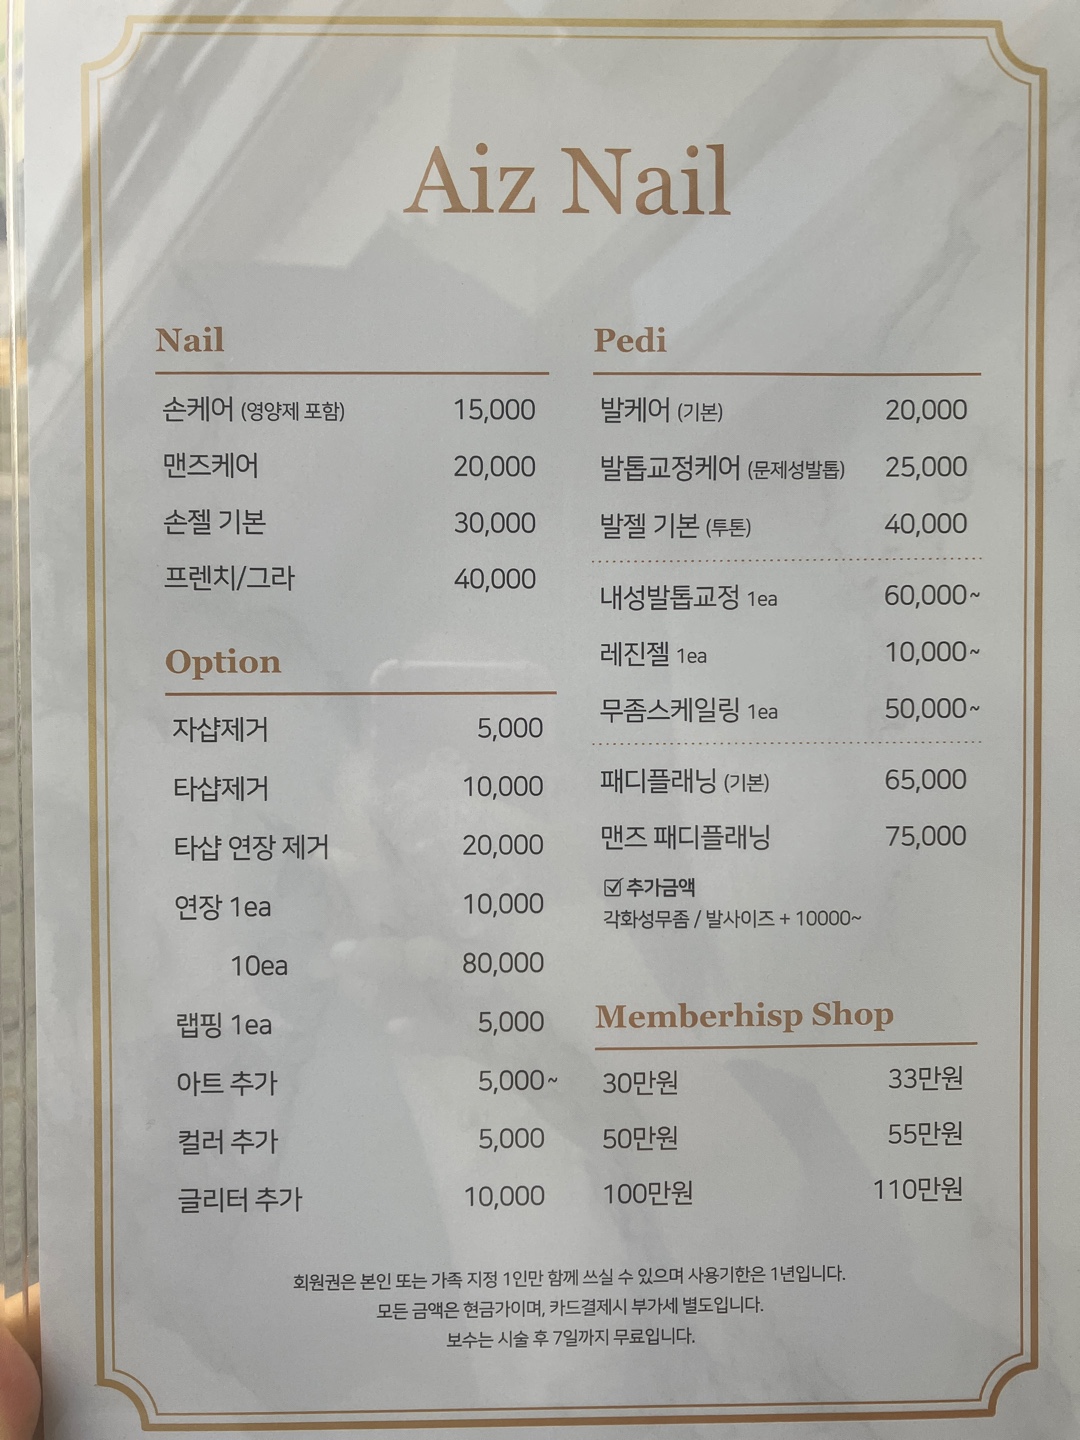 Aiz Nail
Nail
손케어 (영양제 포함) 15,000
맨즈케어 20,000
손젤 기본 30,000
프렌치/그라 40,000
Option
자샵제거 5,000
타샵제거 10,000
타샵 연장 제거 20,000
연장 1ea 10,000
10ea 80,000
랩핑 1ea 5,000
아트 추가 5,000~
컬러 추가 5,000
글리터 추가 10,000
Pedi
발케어 (기본) 20,000
발톱교정케어 (문제성발톱) 25,000
발젤 기본 (투톤) 40,000
내성발톱교정 1ea 60,000~
레진젤 1ea 10,000~
무좀스케일링 1ea 50,000~
패디플래닝 (기본) 65,000
맨즈 패디플래닝 75,000
☑ 추가금액
각화성무좀 / 발사이즈 + 10000~
Memberhisp Shop
30만원 33만원
50만원 55만원
100만원 110만원
회원권은 본인 또는 가족 지정 1인만 함께 쓰실 수 있으며 사용기한은 1년입니다.
모든 금액은 현금가이며, 카드결제시 부가세 별도입니다.
보수는 시술 후 7일까지 무료입니다.